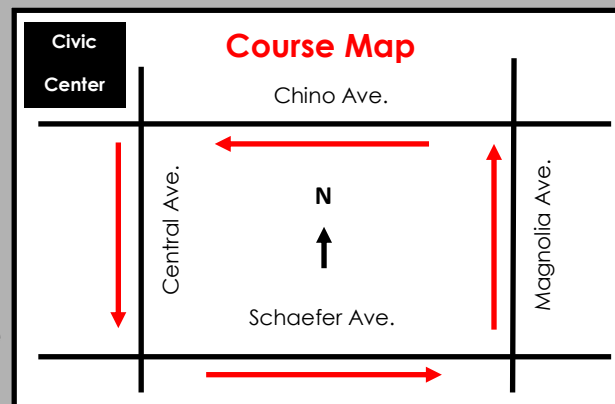 Civic
Center
Course Map
Chino Ave.
Central Ave.
N
Magnolia Ave.
Schaefer Ave.